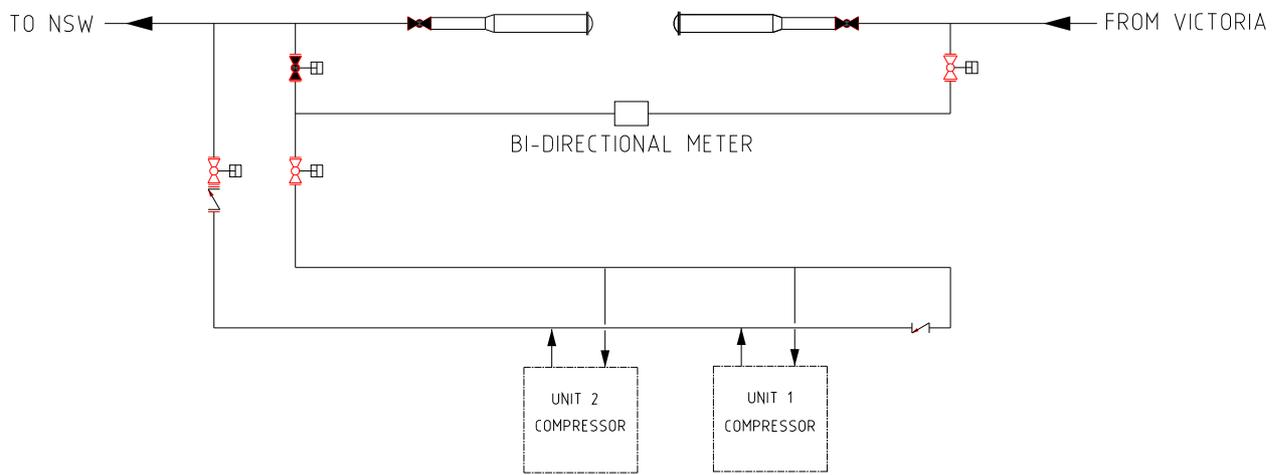 TO NSW
FROM VICTORIA
BI-DIRECTIONAL METER
UNIT 2
COMPRESSOR
UNIT 1
COMPRESSOR